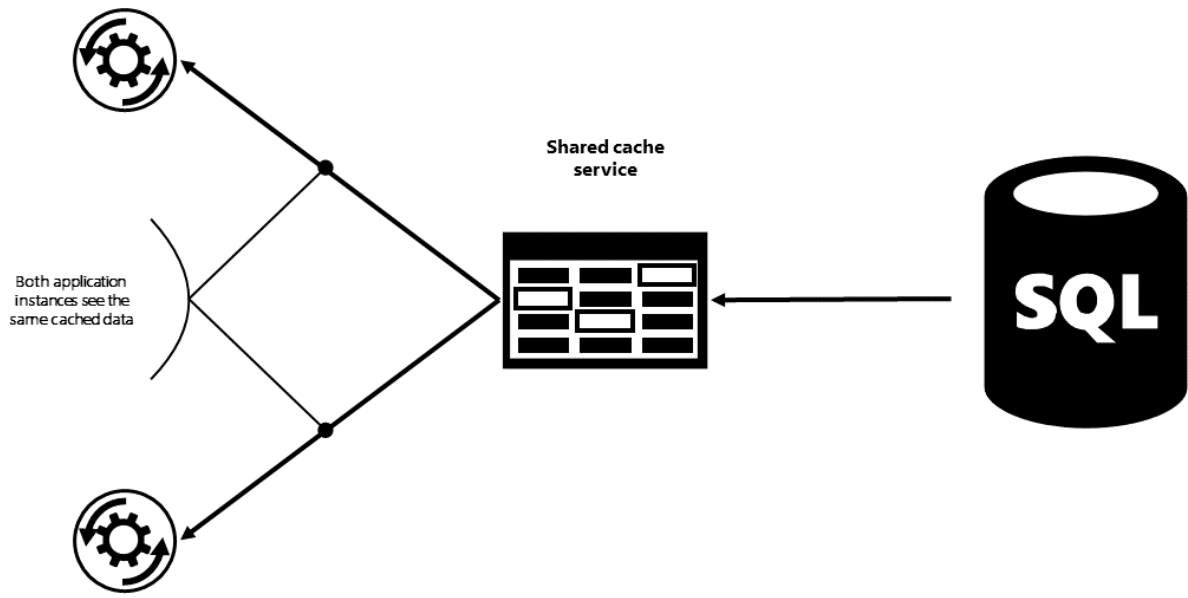 Shared cache
service
SQL
Both application
instances see the
same cached data